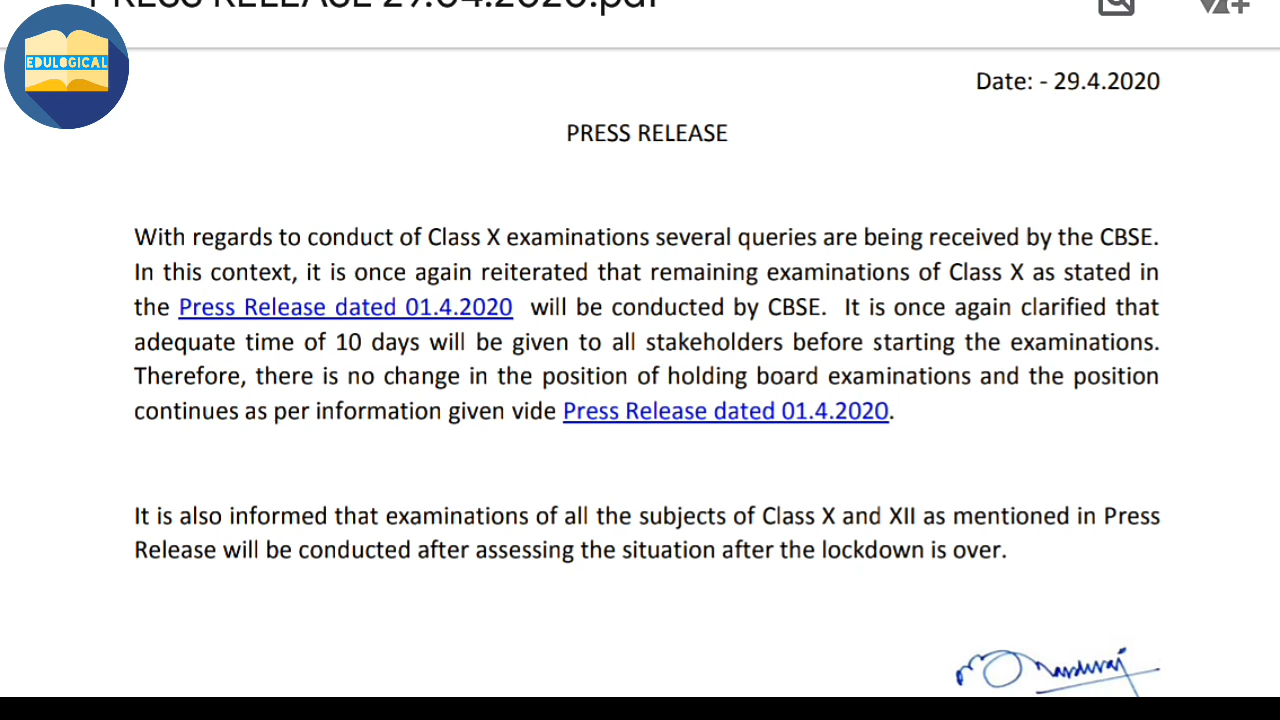 PRESS RELEASE 29.04.2020.pdf
EDULOGICAL
Date: - 29.4.2020
PRESS RELEASE
With regards to conduct of Class X examinations several queries are being received by the CBSE.
In this context, it is once again reiterated that remaining examinations of Class X as stated in
the Press Release dated 01.4.2020 will be conducted by CBSE. It is once again clarified that
adequate time of 10 days will be given to all stakeholders before starting the examinations.
Therefore, there is no change in the position of holding board examinations and the position
continues as per information given vide Press Release dated 01.4.2020.
It is also informed that examinations of all the subjects of Class X and XII as mentioned in Press
Release will be conducted after assessing the situation after the lockdown is over.